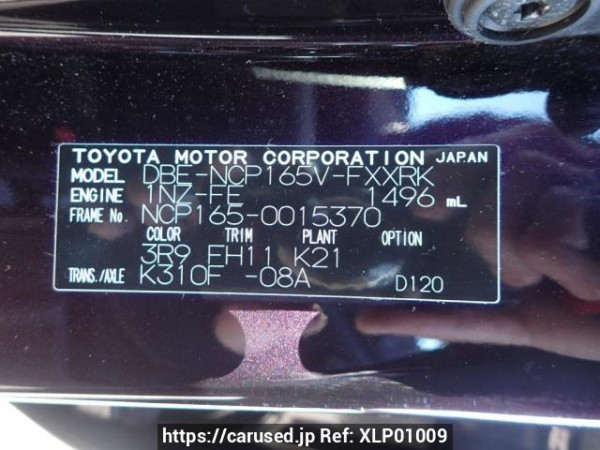 TOYOTA MOTOR CORPORATION JAPAN
MODEL DBE-NCP165V-FXXRK
ENGINE 1NZ-FE 1496 mL
FRAME No. NCP165-0015370
COLOR TRIM PLANT OPTION
3R9 FH11 K21
TRANS./AXLE K310F -08A D120
https://carused.jp Ref: XLP01009